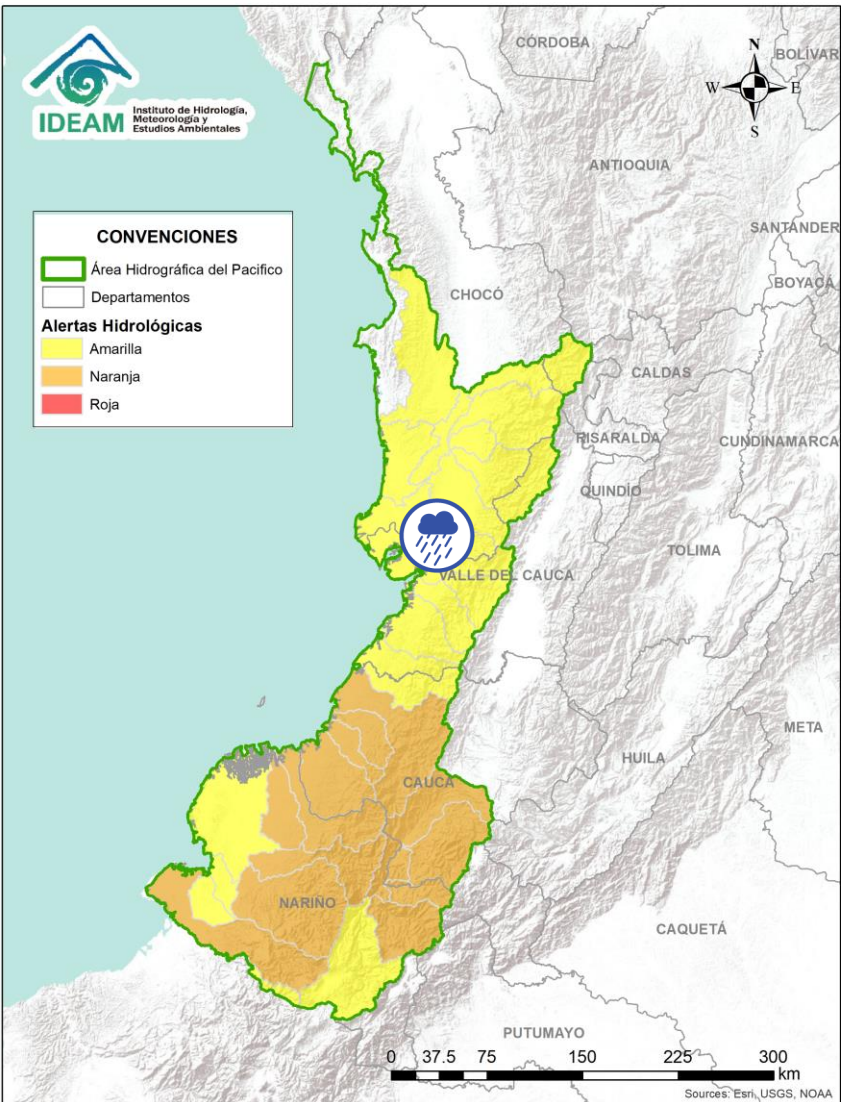 IDEAM
Instituto de Hidrología,
Meteorología y
Estudios Ambientales
N
W
E
S
CONVENCIONES
Área Hidrográfica del Pacifico
Departamentos
Alertas Hidrológicas
Amarilla
Naranja
Roja
CÓRDOBA
BOLÍVAR
ANTIOQUIA
SANTANDER
BOYACÁ
CHOCÓ
CALDAS
RISARALDA
CUNDINAMARCA
QUINDÍO
TOLIMA
VALLE DEL CAUCA
META
HUILA
CAUCA
NARIÑO
CAQUETÁ
PUTUMAYO
0 37.5 75 150 225 300
km
Sources: Esri, USGS, NOAA